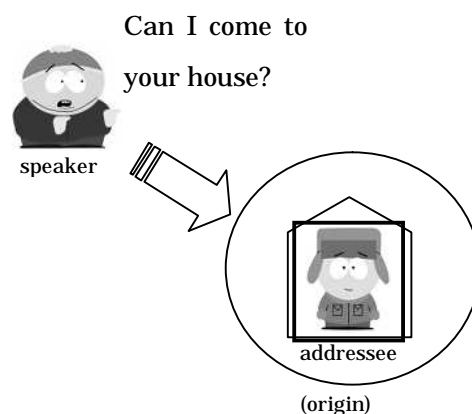 Can I come to
your house?
speaker
addressee
(origin)